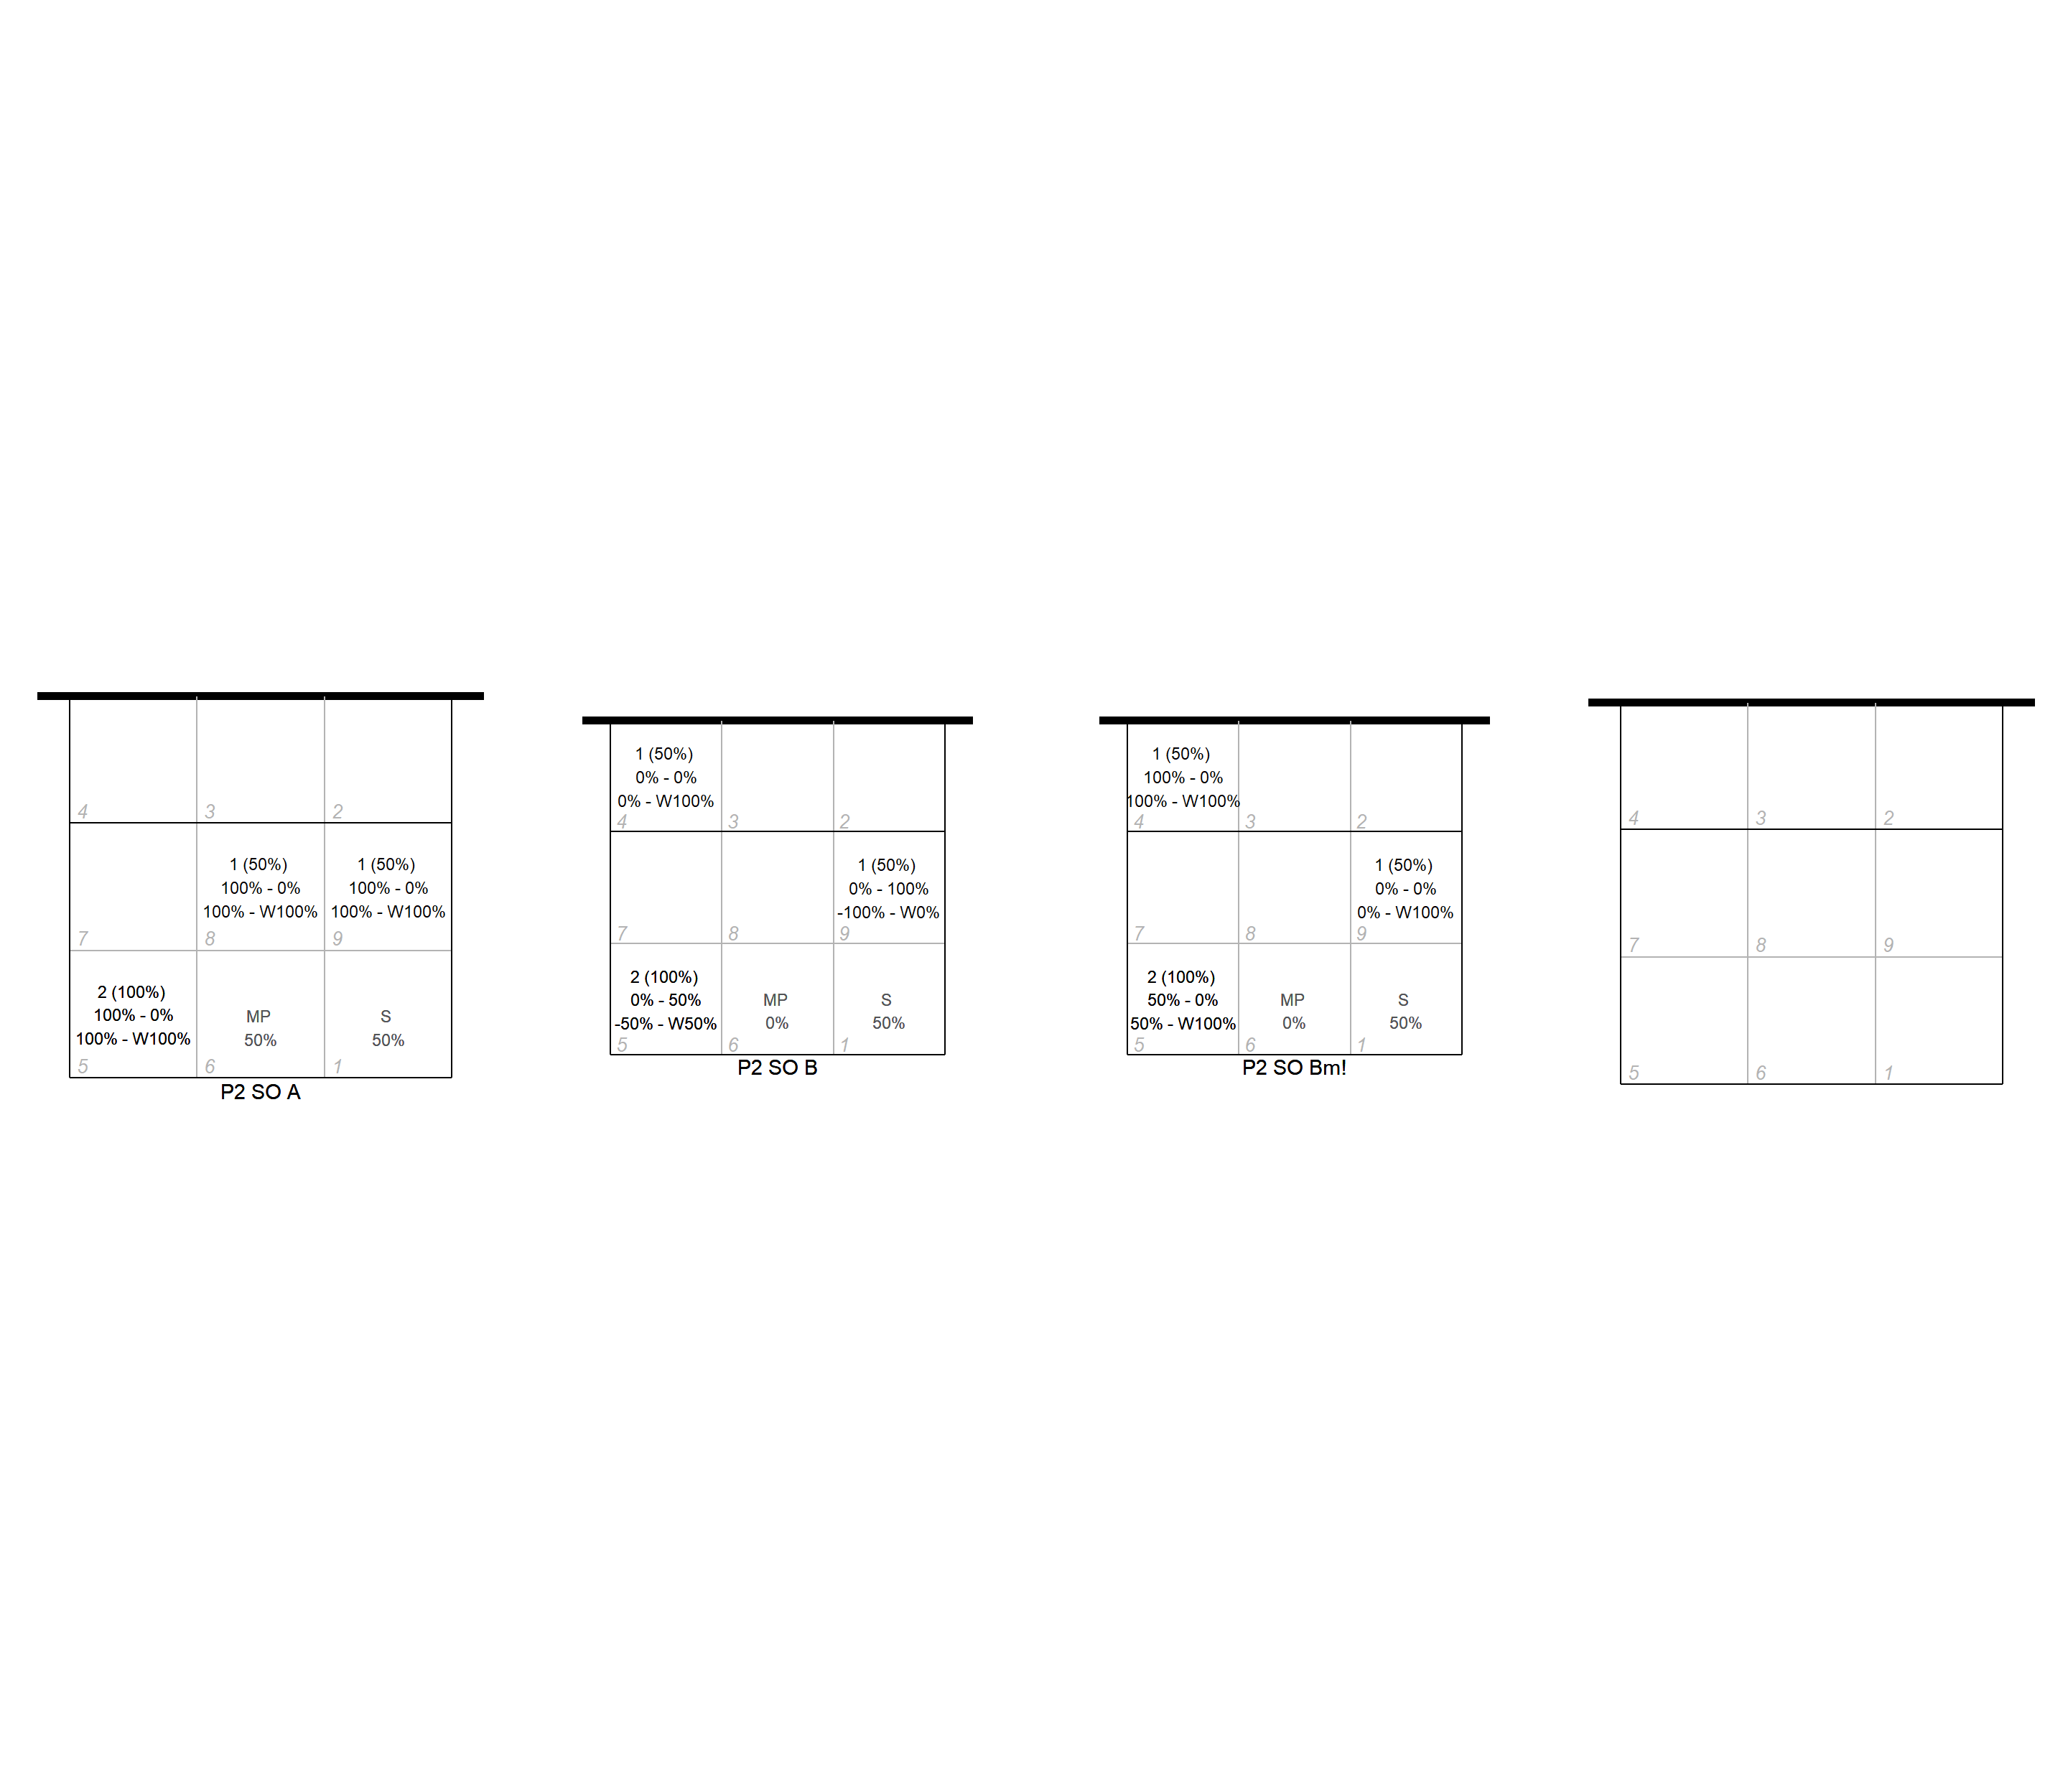 4
3
2
1 (50%)
100% - 0%
100% - W100%
1 (50%)
100% - 0%
100% - W100%
7
8
9
2 (100%)
100% - 0%
100% - W100%
MP
50%
S
50%
5
6
1
P2 SO A
1 (50%)
0% - 0%
0% - W100%
4
3
2
1 (50%)
0% - 100%
-100% - W0%
7
8
9
2 (100%)
0% - 50%
-50% - W50%
MP
0%
S
50%
5
6
1
P2 SO B
1 (50%)
100% - 0%
100% - W100%
4
3
2
1 (50%)
0% - 0%
0% - W100%
7
8
9
2 (100%)
50% - 0%
50% - W100%
MP
0%
S
50%
5
6
1
P2 SO Bm!
4
3
2
7
8
9
5
6
1